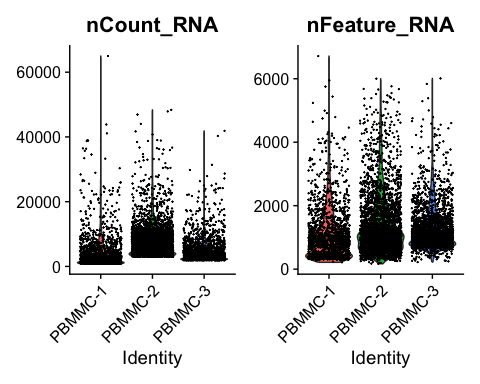 nCount_RNA
60000
40000
20000
0
PBMMC-1
PBMMC-2
PBMMC-3
Identity
nFeature_RNA
6000
4000
2000
0
PBMMC-1
PBMMC-2
PBMMC-3
Identity